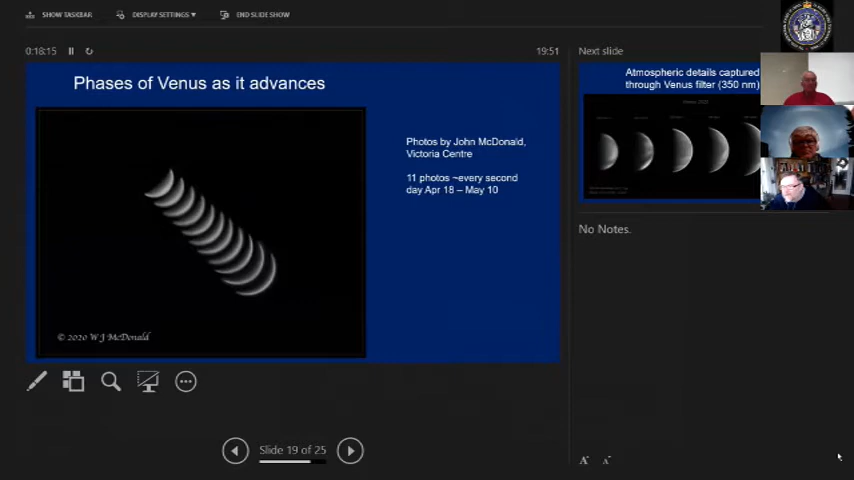 SHOW TASKBAR
DISPLAY SETTINGS
END SLIDE SHOW
0:18:15
19:51
Next slide
Phases of Venus as it advances
Photos by John McDonald,
Victoria Centre
11 photos ~every second
day Apr 18 – May 10
© 2020 W J McDonald
Atmospheric details captured
through Venus filter (350 nm)
No Notes.
Slide 19 of 25
A
A